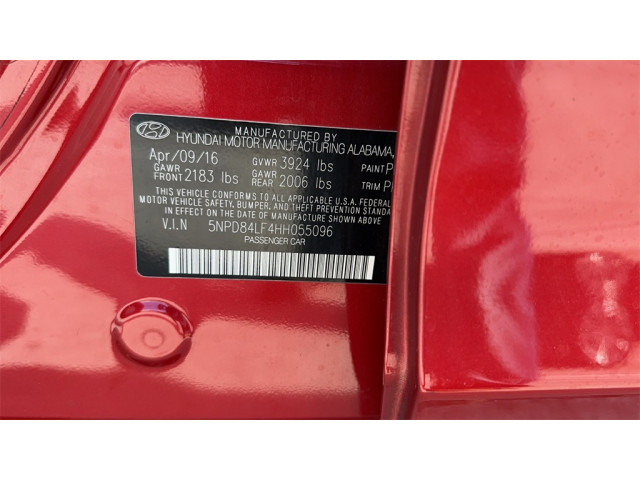 MANUFACTURED BY
HYUNDAI MOTOR MANUFACTURING ALABAMA,
Apr/09/16 GVWR 3924 lbs PAINT P
GAWR FRONT 2183 lbs GAWR REAR 2006 lbs TRIM P
THIS VEHICLE CONFORMS TO ALL APPLICABLE U.S.A. FEDERAL
MOTOR VEHICLE SAFETY, BUMPER, AND THEFT PREVENTION
STANDARDS IN EFFECT ON THE DATE OF MANUFACTURE SHOWN ABOVE
V.I.N 5NPD84LF4HH055096
PASSENGER CAR